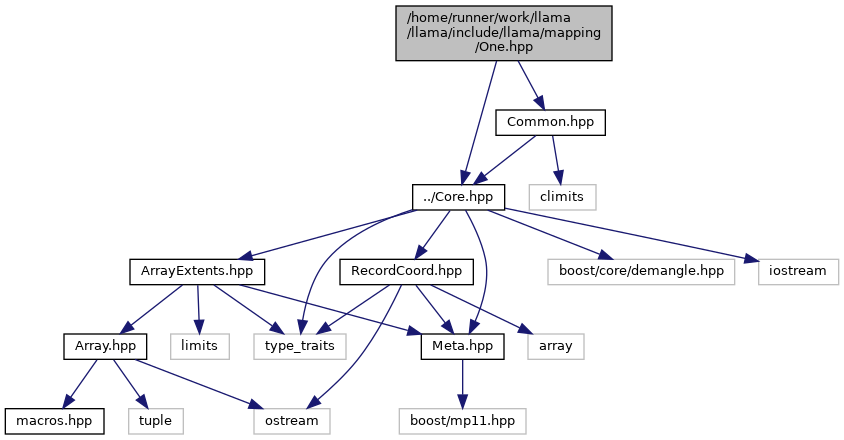 /home/runner/work/llama
/llama/include/llama/mapping
/One.hpp
Common.hpp
../Core.hpp
climits
ArrayExtents.hpp
RecordCoord.hpp
boost/core/demangle.hpp
iostream
Array.hpp
limits
type_traits
Meta.hpp
array
macros.hpp
tuple
ostream
boost/mp11.hpp